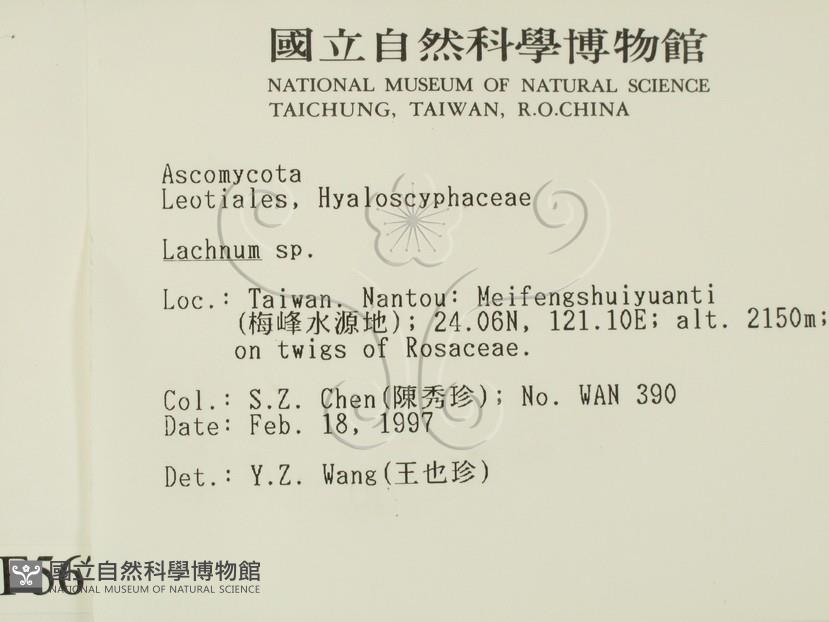 國立自然科學博物館
NATIONAL MUSEUM OF NATURAL SCIENCE
TAICHUNG, TAIWAN, R.O.CHINA
Ascomycota
Leotiales, Hyaloscyphaceae
Lachnum sp.
Loc.: Taiwan. Nantou: Meifengshuiyuanti
(梅峰水源地); 24.06N, 121.10E; alt. 2150m;
on twigs of Rosaceae.
Col.: S.Z. Chen(陳秀珍); No. WAN 390
Date: Feb. 18, 1997
Det.: Y.Z. Wang(王也珍)
F56
國立自然科學博物館
NATIONAL MUSEUM OF NATURAL SCIENCE